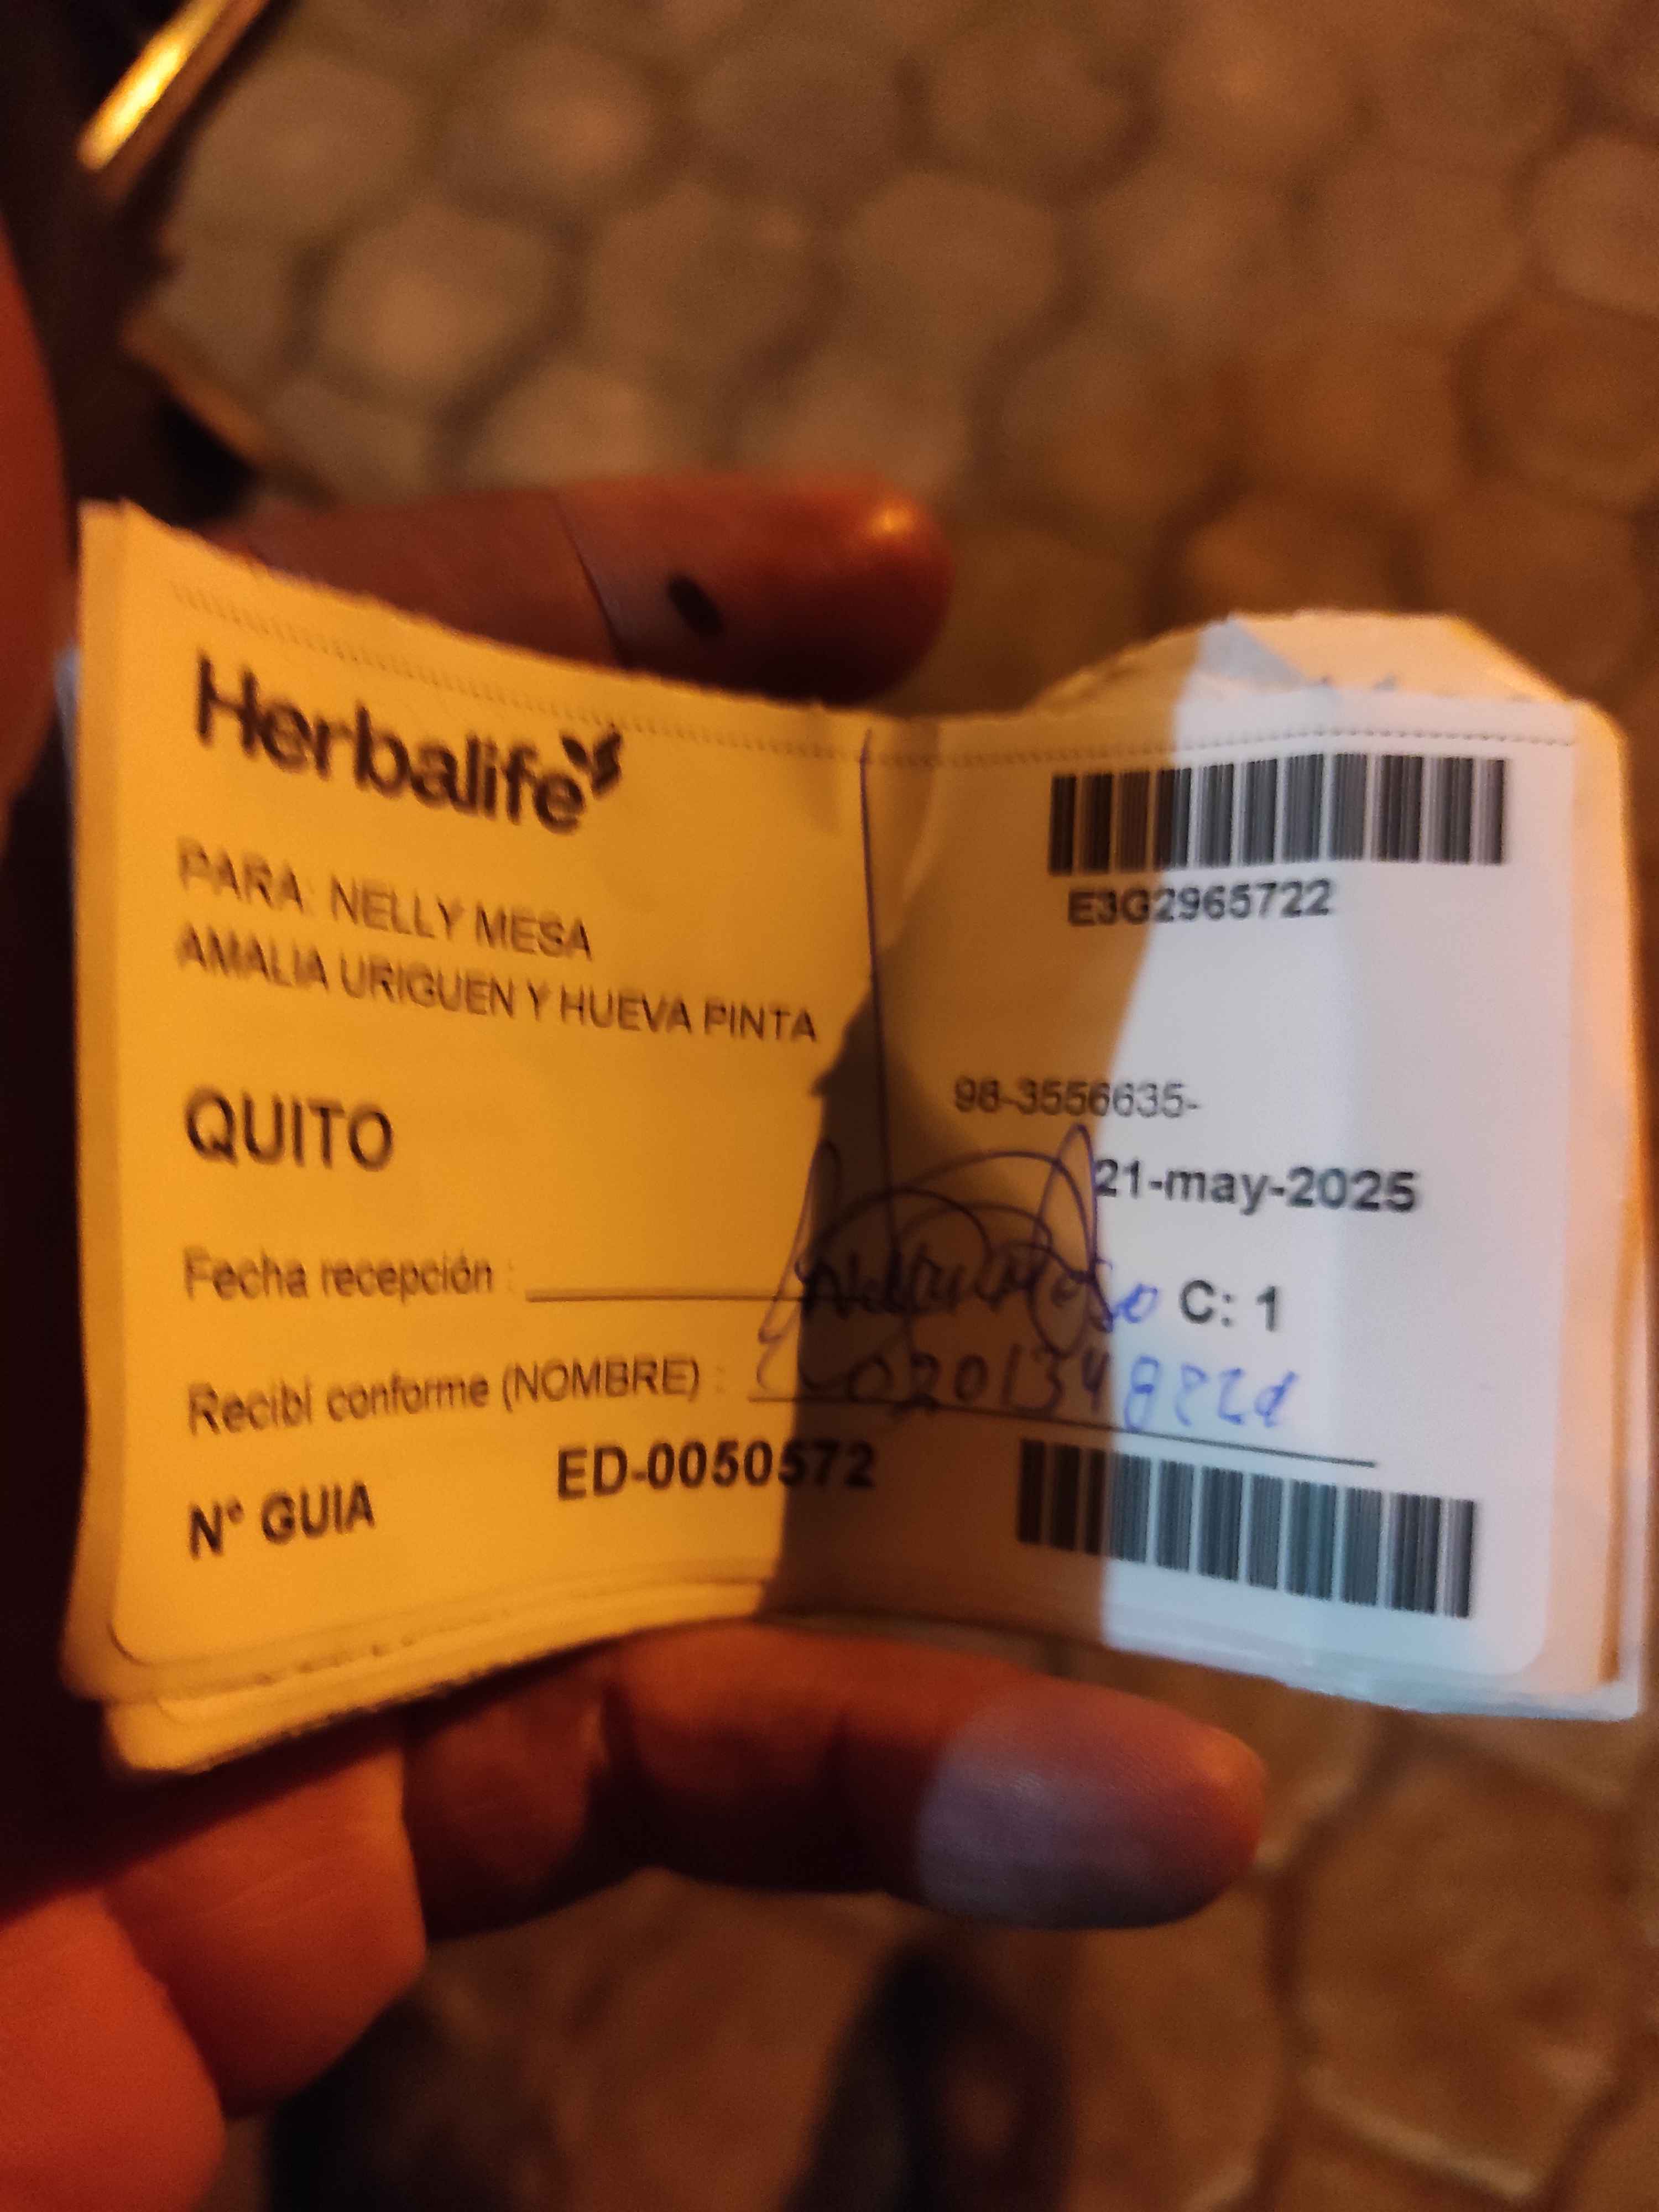 Herbalife
E3G2965722
PARA: NELLY MESA
AMALIA URIGUEN Y HUEVA PINTA
98-3556635-
QUITO
21-may-2025
Fecha recepción :
C: 1
Recibí conforme (NOMBRE) :
N° GUIA ED-0050572